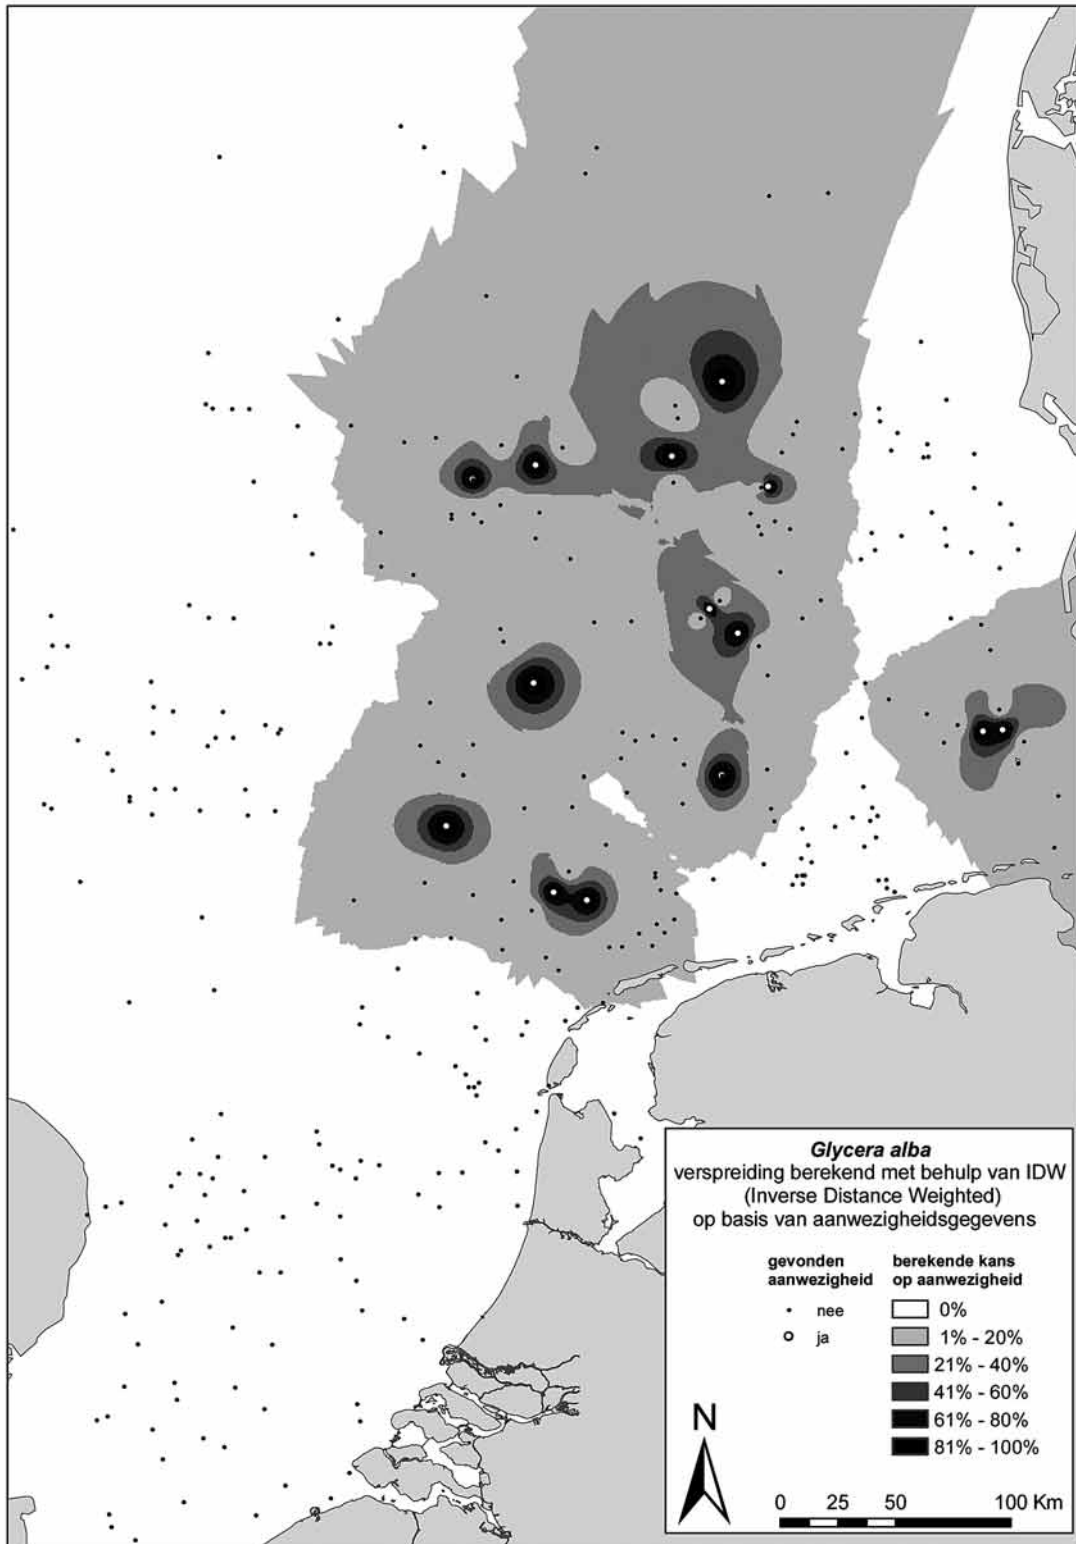 Glycera alba
verspreiding berekend met behulp van IDW
(Inverse Distance Weighted)
op basis van aanwezigheidsgegevens
gevonden
aanwezigheid
nee
ja
berekende kans
op aanwezigheid
0%
1% - 20%
21% - 40%
41% - 60%
61% - 80%
81% - 100%
N
0 25 50 100 Km